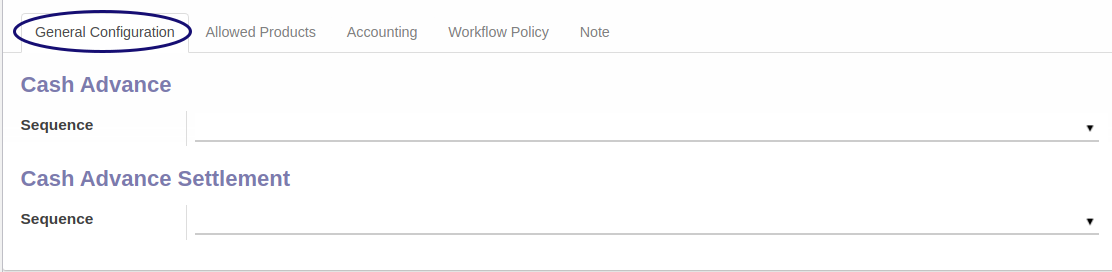 General Configuration Allowed Products Accounting Workflow Policy Note
Cash Advance
Sequence
Cash Advance Settlement
Sequence